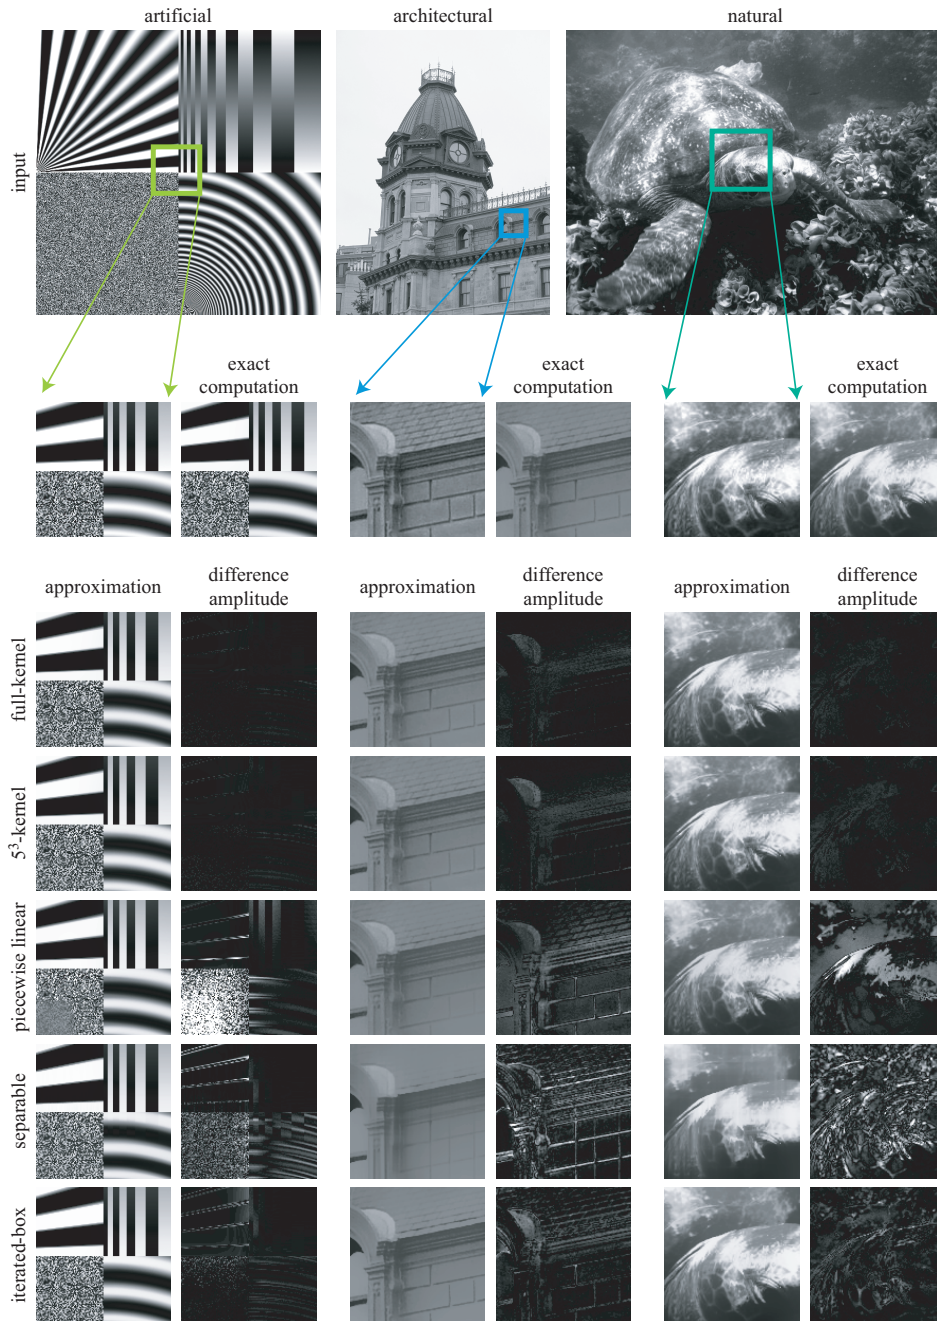 artificial
architectural
natural
input
exact
computation
exact
computation
exact
computation
approximation
difference
amplitude
approximation
difference
amplitude
approximation
difference
amplitude
full-kernel
5³-kernel
piecewise linear
separable
iterated-box